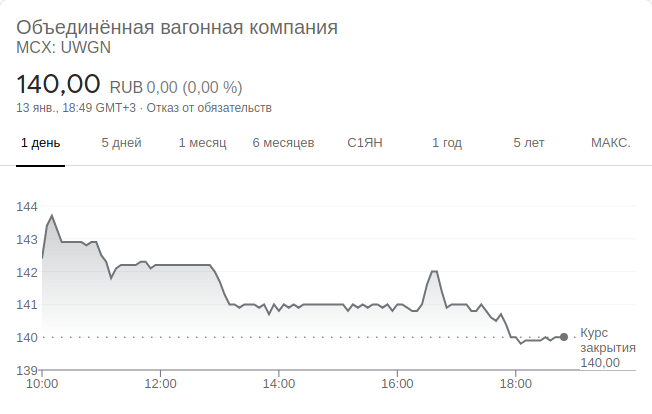 Объединённая вагонная компания
MCX: UWGN
140,00 RUB 0,00 (0,00 %)
13 янв., 18:49 GMT+3 · Отказ от обязательств
1 день 5 дней 1 месяц 6 месяцев С1ЯН 1 год 5 лет МАКС.
144
143
142
141
140
139
Курс
закрытия
140,00
10:00 12:00 14:00 16:00 18:00